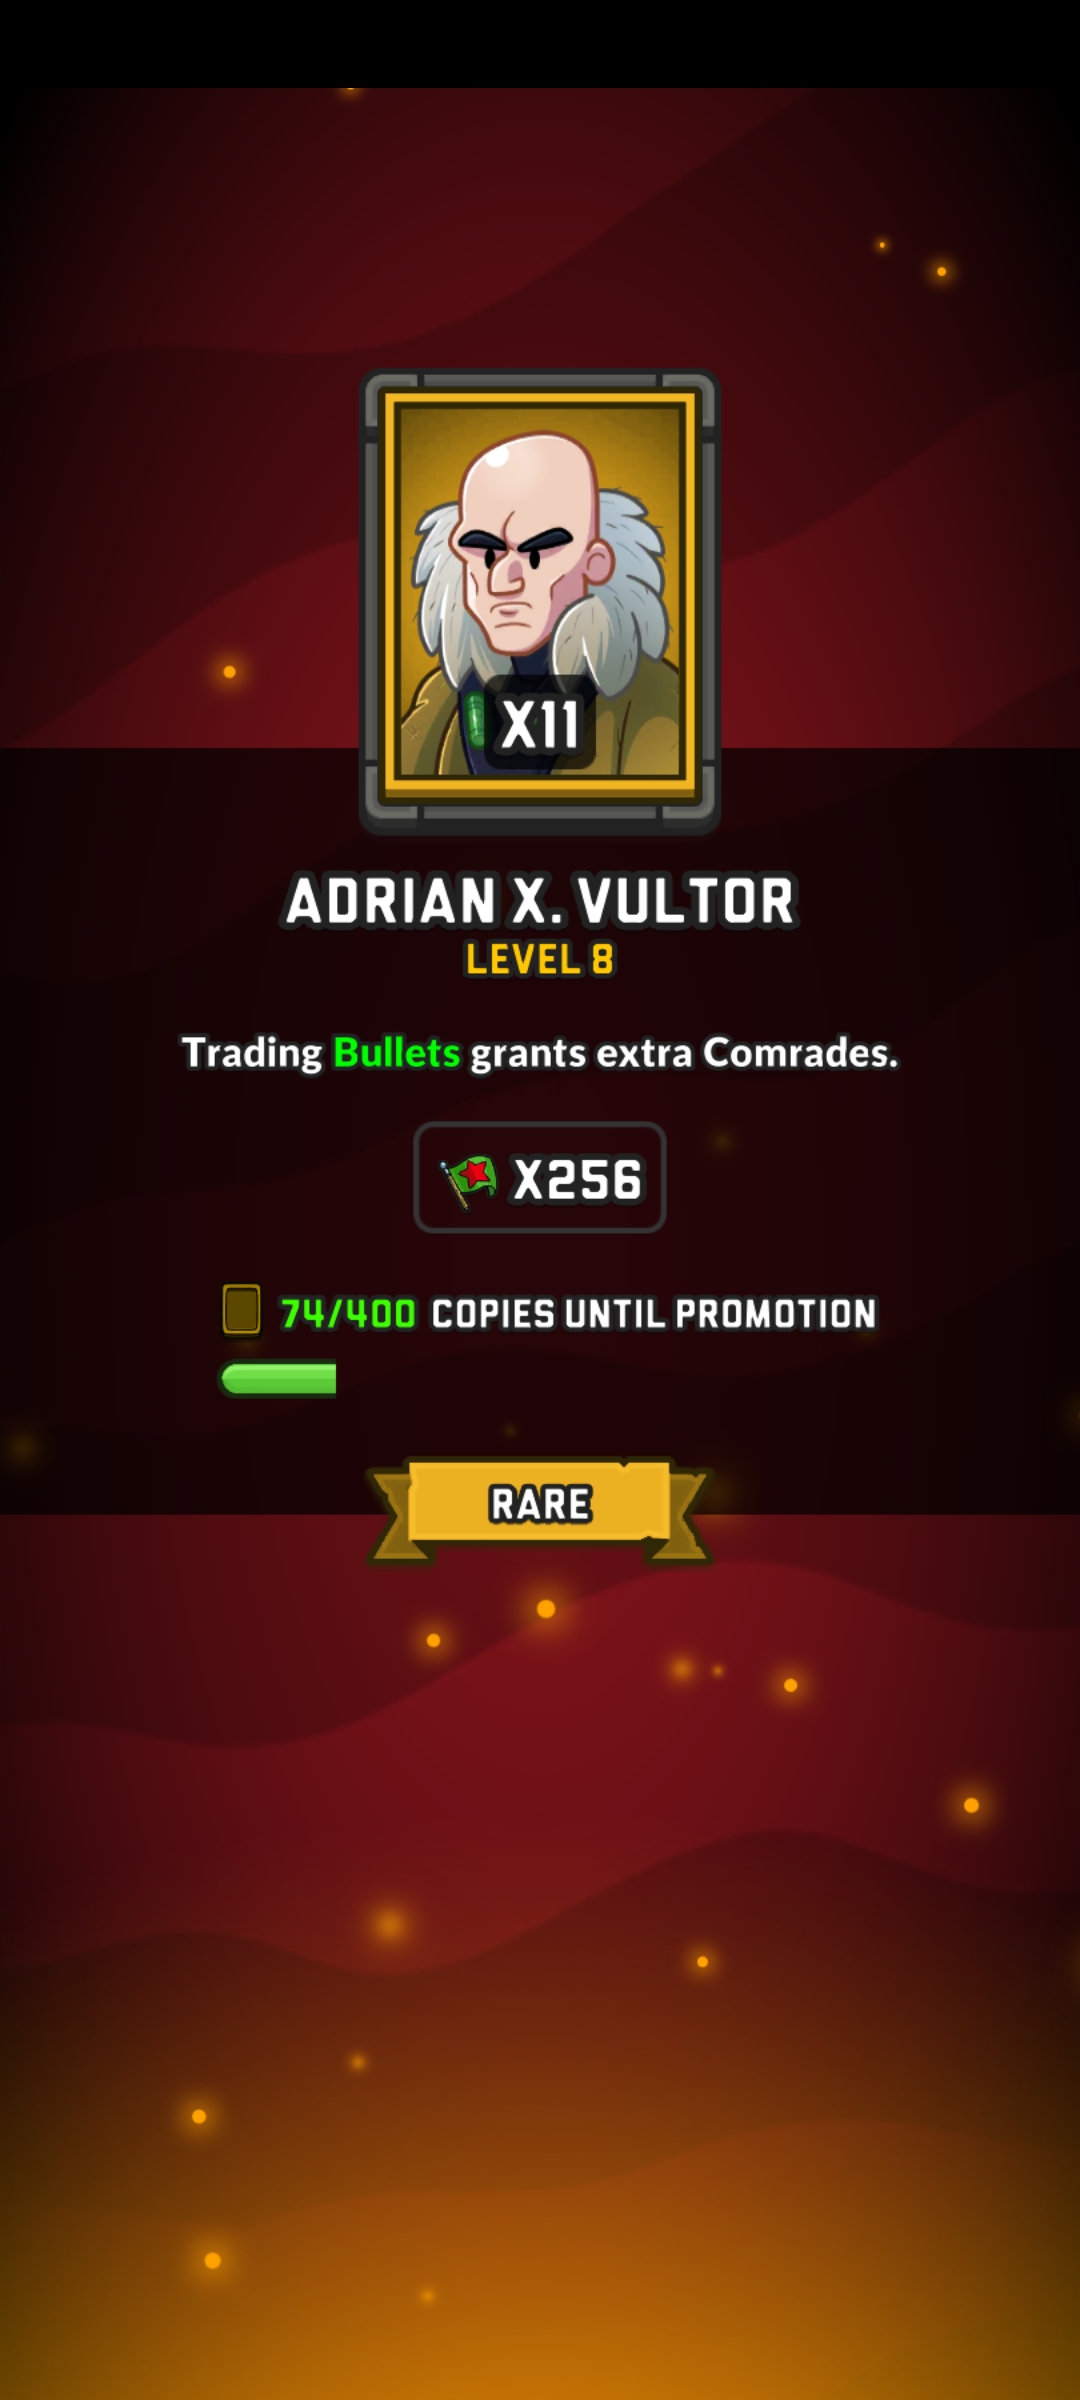 X11
ADRIAN X. VULTOR
LEVEL 8
Trading Bullets grants extra Comrades.
X256
74/400 COPIES UNTIL PROMOTION
RARE